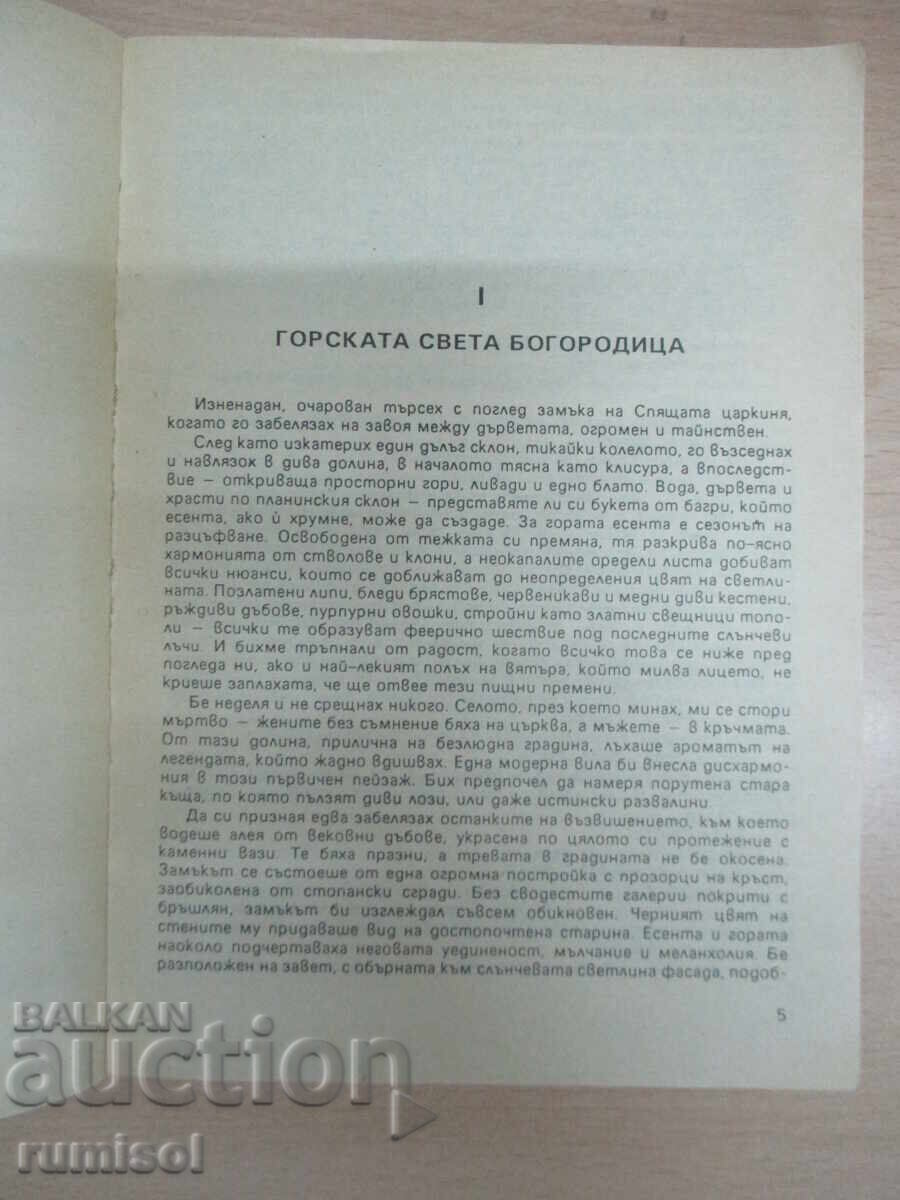 I
ГОРСКАТА СВЕТА БОГОРОДИЦА
Изненадан, очарован търсех с поглед замъка на Спящата царкиня,
когато го забелязах на завоя между дърветата, огромен и тайнствен.
След като изкатерих един дълъг склон, тикайки колелото, го възседнах
и навлязох в дива долина, в началото тясна като клисура, а впоследст-
вие – откриваща просторни гори, ливади и едно блато. Вода, дървета и
храсти по планинския склон – представяте ли си букета от багри, който
есента, ако ѝ хрумне, може да създаде. За гората есента е сезонът на
разцъфване. Освободена от тежката си премяна, тя разкрива по-ясно
хармонията от стволове и клони, а неокапалите оредели листа добиват
всички нюанси, които се доближават до неопределения цвят на светли-
ната. Позлатени липи, бледи брястове, червеникави и медни диви кестени,
ръждиви дъбове, пурпурни овошки, стройни като златни свещници топо-
ли – всички те образуват феерично шествие под последните слънчеви
лъчи. И бихме тръпнали от радост, когато всичко това се ниже пред
погледа ни, ако и най-лекият полъх на вятъра, който милва лицето, не
криеше заплахата, че ще отвее тези пищни премени.
Бе неделя и не срещнах никого. Селото, през което минах, ми се стори
мъртво – жените без съмнение бяха на църква, а мъжете – в кръчмата.
От тази долина, прилична на безлюдна градина, лъхаше ароматът на
легендата, който жадно вдишвах. Една модерна вила би внесла дисхармо-
ния в този първичен пейзаж. Бих предпочел да намеря порутена стара
къща, по която пълзят диви лози, или даже истински развалини.
Да си призная едва забелязах останките на възвишението, към което
водеше алея от вековни дъбове, украсена по цялото си протежение с
каменни вази. Те бяха празни, а тревата в градината не бе окосена.
Замъкът се състоеше от една огромна постройка с прозорци на кръст,
заобиколена от стопански сгради. Без сводестите галерии покрити с
бръшлян, замъкът би изглеждал съвсем обикновен. Черният цвят на
стените му придаваше вид на достопочтена старина. Есента и гората
наоколо подчертаваха неговата уединеност, мълчание и меланхолия. Бе
разположен на завет, с обърната към слънчевата светлина фасада, подоб-
5
BALKAN
auction
rumisol